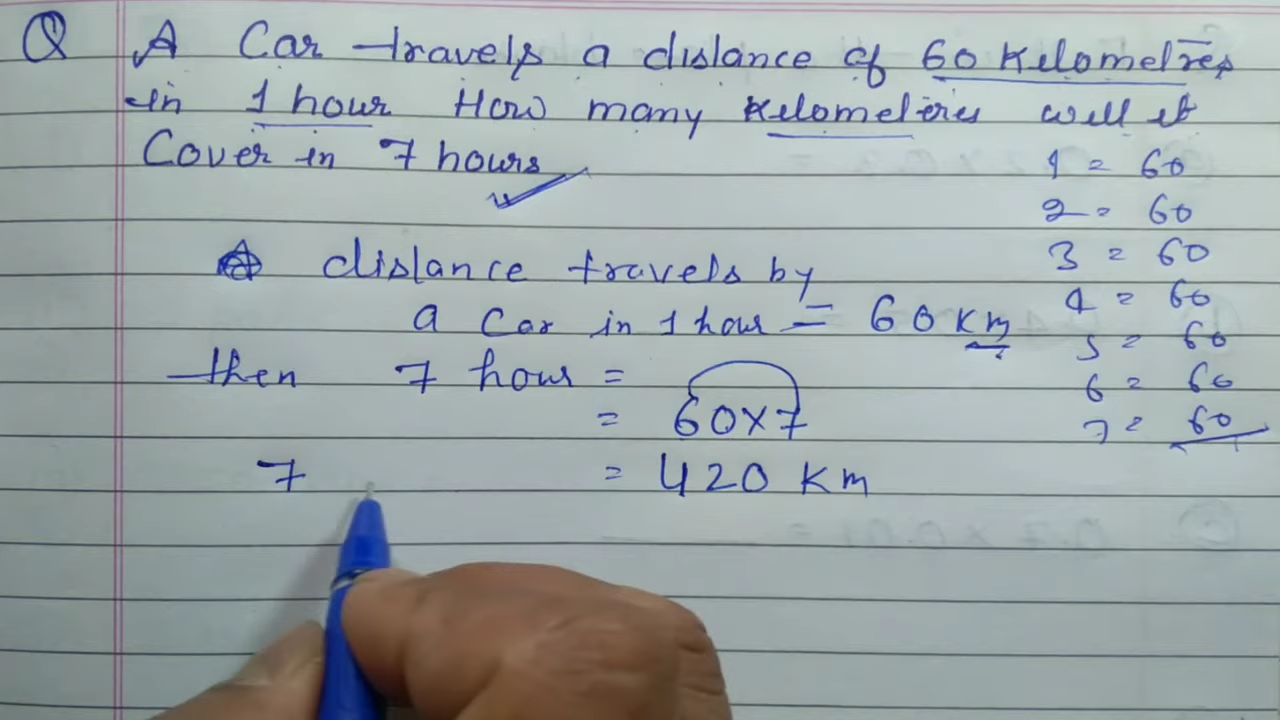 Q A Car travels a distance of 60 Kilometres
in 1 hour How many Kilometeres will it
Cover in 7 hours
1 = 60
2 = 60
3 = 60
4 = 60
5 = 60
6 = 60
7 = 60
distance travels by
a Car in 1 hour = 60 Km
then 7 hour =
= 60×7
7 = 420 Km